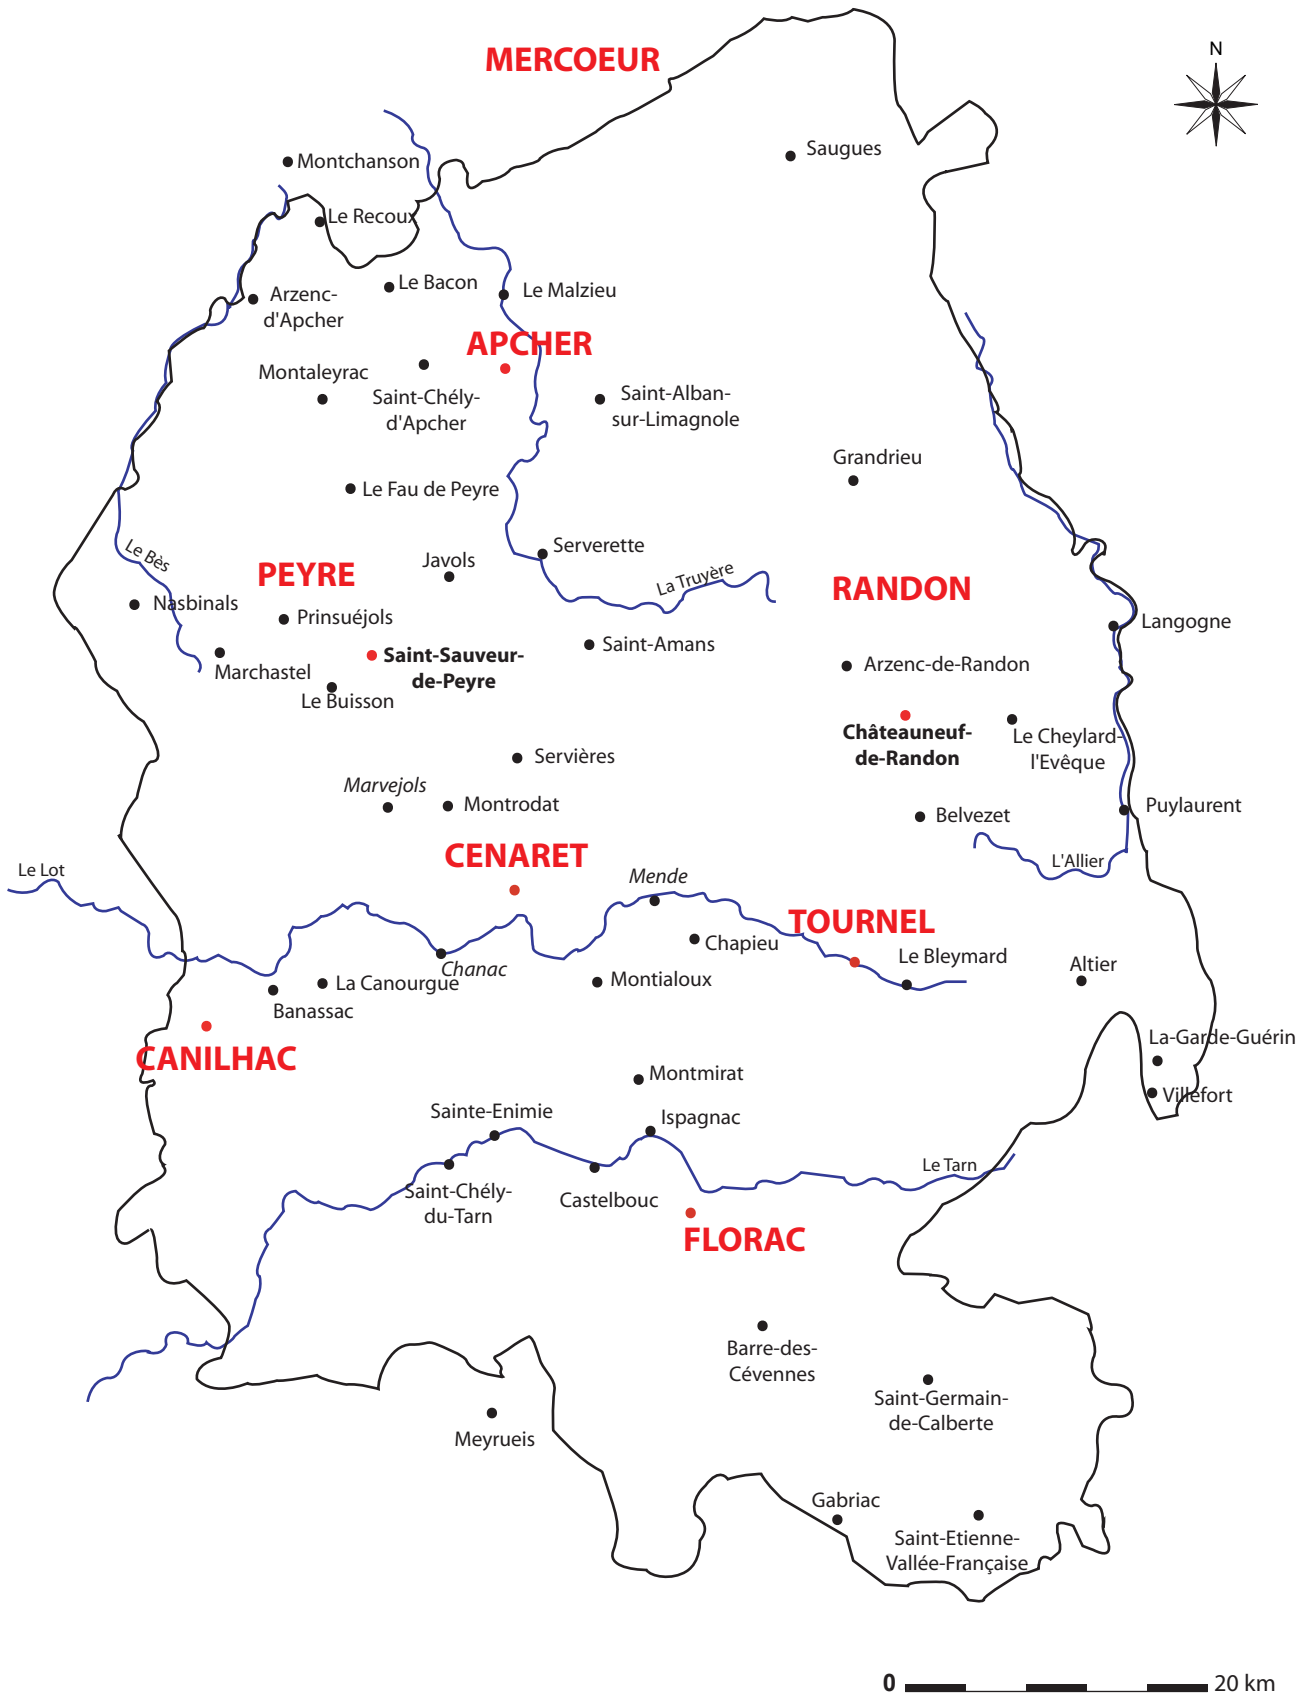 MERCOEUR
N
Saugues
Montchanson
Le Recoux
Le Bacon
Le Malzieu
Arzenc-
d'Apcher
APCHER
Montaleyrac
Saint-Chély-
d'Apcher
Saint-Alban-
sur-Limagnole
Grandrieu
Le Fau de Peyre
Serverette
Javols
Le Bès
PEYRE
La Truyère
RANDON
Nasbinals
Prinsuéjols
Langogne
Saint-Amans
Saint-Sauveur-
de-Peyre
Arzenc-de-Randon
Marchastel
Le Buisson
Châteauneuf-
de-Randon
Le Cheylard-
l'Evêque
Servières
Marvejols
Montrodat
Puylaurent
Belvezet
CENARET
L'Allier
Le Lot
Mende
TOURNEL
Chapieu
Le Bleymard
Altier
Chanac
La Canourgue
Montialoux
Banassac
La-Garde-Guérin
CANILHAC
Montmirat
Villefort
Sainte-Enimie
Ispagnac
Le Tarn
Saint-Chély-
du-Tarn
Castelbouc
FLORAC
Barre-des-
Cévennes
Saint-Germain-
de-Calberte
Meyrueis
Gabriac
Saint-Etienne-
Vallée-Française
0
20 km